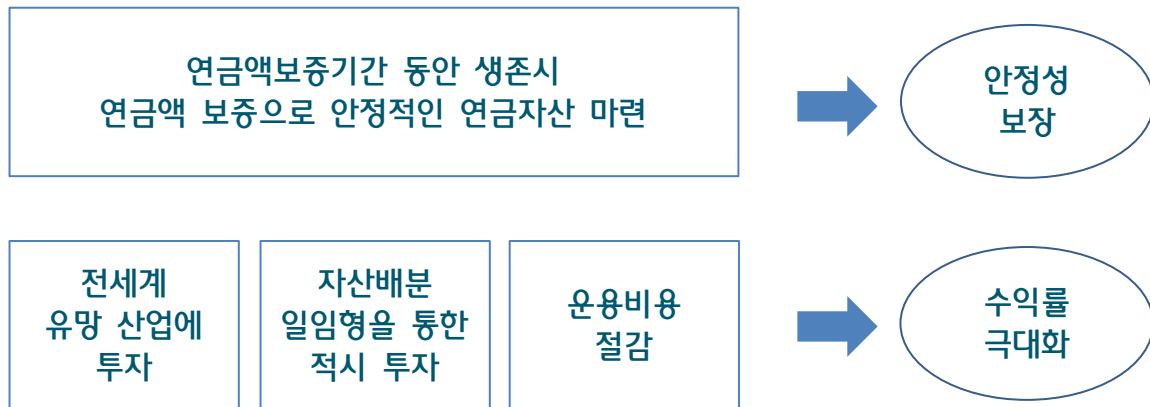 연금액보증기간 동안 생존시
연금액 보증으로 안정적인 연금자산 마련
안정성
보장
전세계
유망 산업에
투자
자산배분
일임형을 통한
적시 투자
운용비용
절감
수익률
극대화